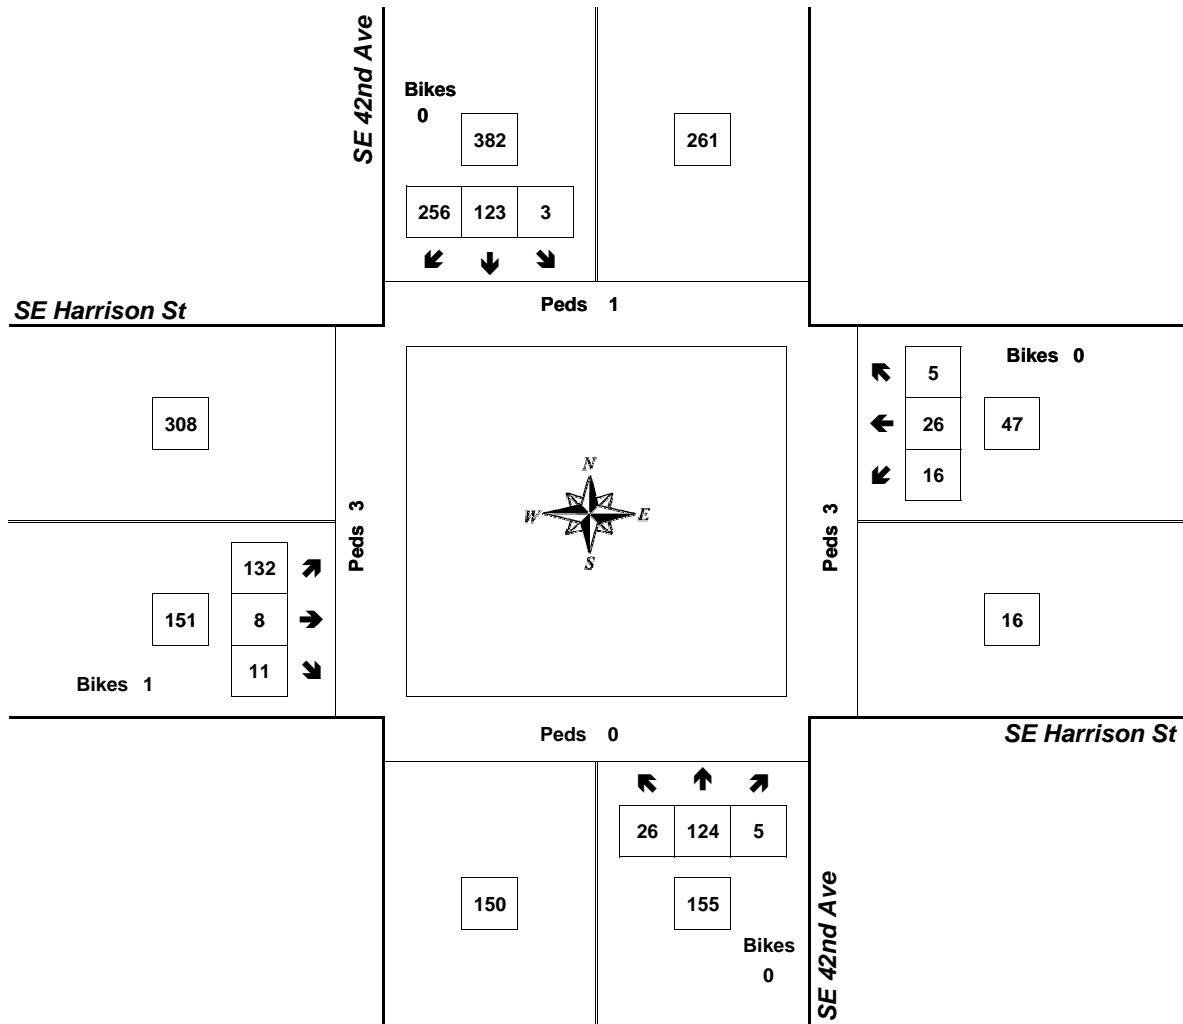 SE 42nd Ave
Bikes
0
382
261
256 123 3
Peds 1
SE Harrison St
5
Bikes 0
308
26
47
16
N
W E
S
Peds 3
Peds 3
132
151
8
16
11
Bikes 1
Peds 0
SE Harrison St
26 124 5
150
155
Bikes
0
SE 42nd Ave